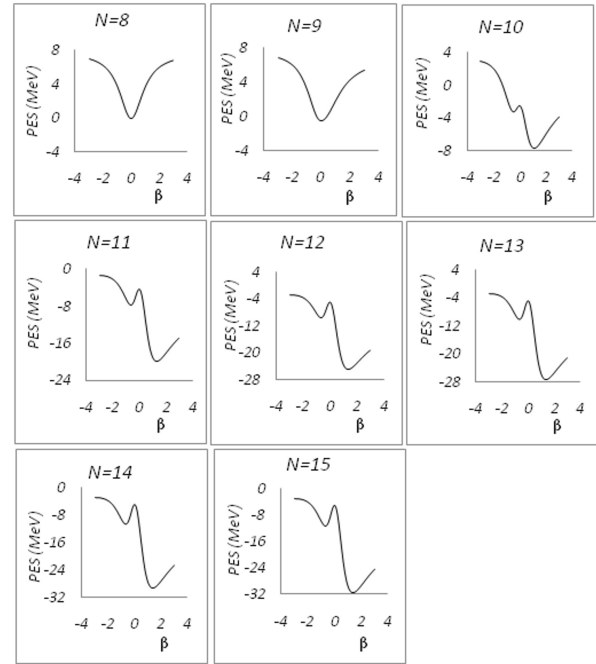 N=8
PES (MeV)
8
4
0
-4
-4 -2 0 2 4
β
N=9
PES (MeV)
8
4
0
-4
-4 -2 0 2 4
β
N=10
PES (MeV)
4
0
-4
-8
-4 -2 0 2 4
β
N=11
PES (MeV)
0
-8
-16
-24
-4 -2 0 2 4
β
N=12
PES (MeV)
4
-4
-12
-20
-28
-4 -2 0 2 4
β
N=13
PES (MeV)
4
-4
-12
-20
-28
-4 -2 0 2 4
β
N=14
PES (MeV)
0
-8
-16
-24
-32
-4 -2 0 2 4
β
N=15
PES (MeV)
0
-8
-16
-24
-32
-4 -2 0 2 4
β